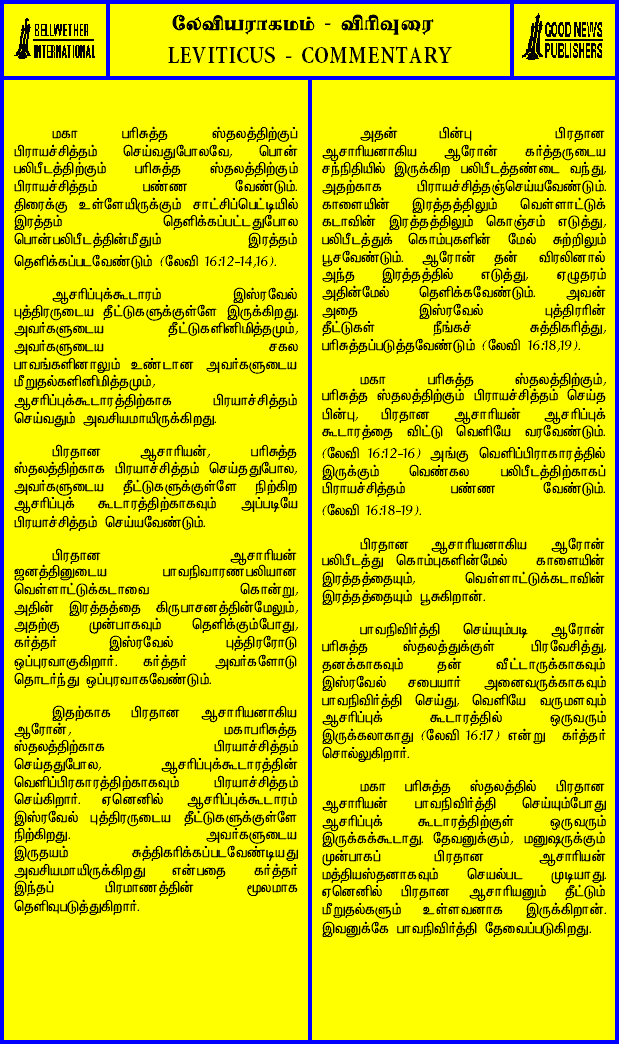 BELLWETHER
INTERNATIONAL
லேவியராகமம் - விரிவுரை
LEVITICUS - COMMENTARY
GOOD NEWS
PUBLISHERS
மகா பரிசுத்த ஸ்தலத்திற்குப்
பிராயச்சித்தம் செய்வதுபோலவே, பொன்
பலிபீடத்திற்கும் பரிசுத்த ஸ்தலத்திற்கும்
பிராயச்சித்தம் பண்ண வேண்டும்.
திரைக்கு உள்ளேயிருக்கும் சாட்சிப்பெட்டியில்
இரத்தம் தெளிக்கப்பட்டதுபோல
பொன்பலிபீடத்தின்மீதும் இரத்தம்
தெளிக்கப்படவேண்டும் (லேவி 16:12-14,16).
ஆசரிப்புக்கூடாரம் இஸ்ரவேல்
புத்திரருடைய தீட்டுகளுக்குள்ளே இருக்கிறது.
அவர்களுடைய தீட்டுகளினிமித்தமும்,
அவர்களுடைய சகல
பாவங்களினாலும் உண்டான அவர்களுடைய
மீறுதல்களினிமித்தமும்,
ஆசரிப்புக்கூடாரத்திற்காக பிரயாச்சித்தம்
செய்வதும் அவசியமாயிருக்கிறது.
பிரதான ஆசாரியன், பரிசுத்த
ஸ்தலத்திற்காக பிரயாச்சித்தம் செய்ததுபோல,
அவர்களுடைய தீட்டுகளுக்குள்ளே நிற்கிற
ஆசரிப்புக் கூடாரத்திற்காகவும் அப்படியே
பிரயாச்சித்தம் செய்யவேண்டும்.
பிரதான ஆசாரியன்
ஜனத்தினுடைய பாவநிவாரணபலியான
வெள்ளாட்டுக்கடாவை கொன்று,
அதின் இரத்தத்தை கிருபாசனத்தின்மேலும்,
அதற்கு முன்பாகவும் தெளிக்கும்போது,
கர்த்தர் இஸ்ரவேல் புத்திரரோடு
ஒப்புரவாகுகிறார். கர்த்தர் அவர்களோடு
தொடர்ந்து ஒப்புரவாகவேண்டும்.
இதற்காக பிரதான ஆசாரியனாகிய
ஆரோன், மகாபரிசுத்த
ஸ்தலத்திற்காக பிரயாச்சித்தம்
செய்ததுபோல, ஆசரிப்புக்கூடாரத்தின்
வெளிப்பிரகாரத்திற்காகவும் பிரயாச்சித்தம்
செய்கிறார். ஏனெனில் ஆசரிப்புக்கூடாரம்
இஸ்ரவேல் புத்திரருடைய தீட்டுகளுக்குள்ளே
நிற்கிறது. அவர்களுடைய
இருதயம் சுத்திகரிக்கப்படவேண்டியது
அவசியமாயிருக்கிறது என்பதை கர்த்தர்
இந்தப் பிரமாணத்தின் மூலமாக
தெளிவுபடுத்துகிறார்.
அதன் பின்பு பிரதான
ஆசாரியனாகிய ஆரோன் கர்த்தருடைய
சந்நிதியில் இருக்கிற பலிபீடத்தண்டை வந்து,
அதற்காக பிராயச்சித்தஞ்செய்யவேண்டும்.
காளையின் இரத்தத்திலும் வெள்ளாட்டுக்
கடாவின் இரத்தத்திலும் கொஞ்சம் எடுத்து,
பலிபீடத்துக் கொம்புகளின் மேல் சுற்றிலும்
பூசவேண்டும். ஆரோன் தன் விரலினால்
அந்த இரத்தத்தில் எடுத்து, ஏழுதரம்
அதின்மேல் தெளிக்கவேண்டும். அவன்
அதை இஸ்ரவேல் புத்திரரின்
தீட்டுகள் நீங்கச் சுத்திகரித்து,
பரிசுத்தப்படுத்தவேண்டும் (லேவி 16:18,19).
மகா பரிசுத்த ஸ்தலத்திற்கும்,
பரிசுத்த ஸ்தலத்திற்கும் பிராயச்சித்தம் செய்த
பின்பு, பிரதான ஆசாரியன் ஆசரிப்புக்
கூடாரத்தை விட்டு வெளியே வரவேண்டும்.
(லேவி 16:12-16) அங்கு வெளிப்பிராகாரத்தில்
இருக்கும் வெண்கல பலிபீடத்திற்காகப்
பிராயச்சித்தம் பண்ண வேண்டும்.
(லேவி 16:18-19).
பிரதான ஆசாரியனாகிய ஆரோன்
பலிபீடத்து கொம்புகளின்மேல் காளையின்
இரத்தத்தையும், வெள்ளாட்டுக்கடாவின்
இரத்தத்தையும் பூசுகிறான்.
பாவநிவிர்த்தி செய்யும்படி ஆரோன்
பரிசுத்த ஸ்தலத்துக்குள் பிரவேசித்து,
தனக்காகவும் தன் வீட்டாருக்காகவும்
இஸ்ரவேல் சபையார் அனைவருக்காகவும்
பாவநிவிர்த்தி செய்து, வெளியே வருமளவும்
ஆசரிப்புக் கூடாரத்தில் ஒருவரும்
இருக்கலாகாது (லேவி 16:17) என்று கர்த்தர்
சொல்லுகிறார்.
மகா பரிசுத்த ஸ்தலத்தில் பிரதான
ஆசாரியன் பாவநிவிர்த்தி செய்யும்போது
ஆசரிப்புக் கூடாரத்திற்குள் ஒருவரும்
இருக்கக்கூடாது. தேவனுக்கும், மனுஷருக்கும்
முன்பாகப் பிரதான ஆசாரியன்
மத்தியஸ்தனாகவும் செயல்பட முடியாது.
ஏனெனில் பிரதான ஆசாரியனும் தீட்டும்
மீறுதல்களும் உள்ளவனாக இருக்கிறான்.
இவனுக்கே பாவநிவிர்த்தி தேவைப்படுகிறது.